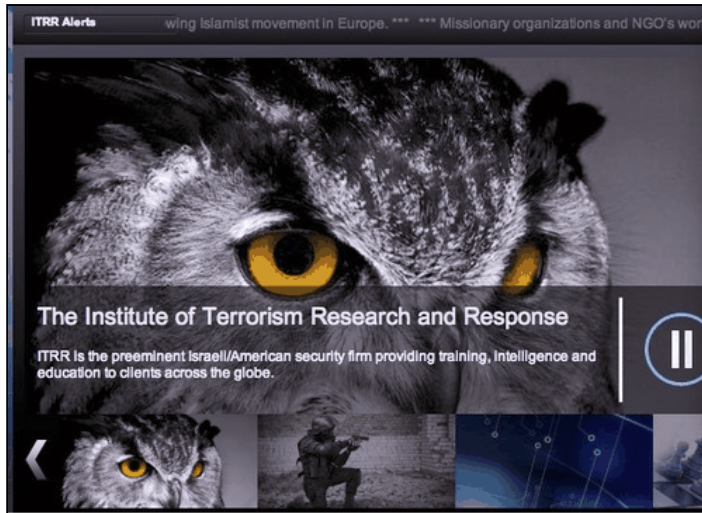 ITRR Alerts wing Islamist movement in Europe. *** *** Missionary organizations and NGO's wor
The Institute of Terrorism Research and Response
ITRR is the preeminent Israeli/American security firm providing training, intelligence and
education to clients across the globe.